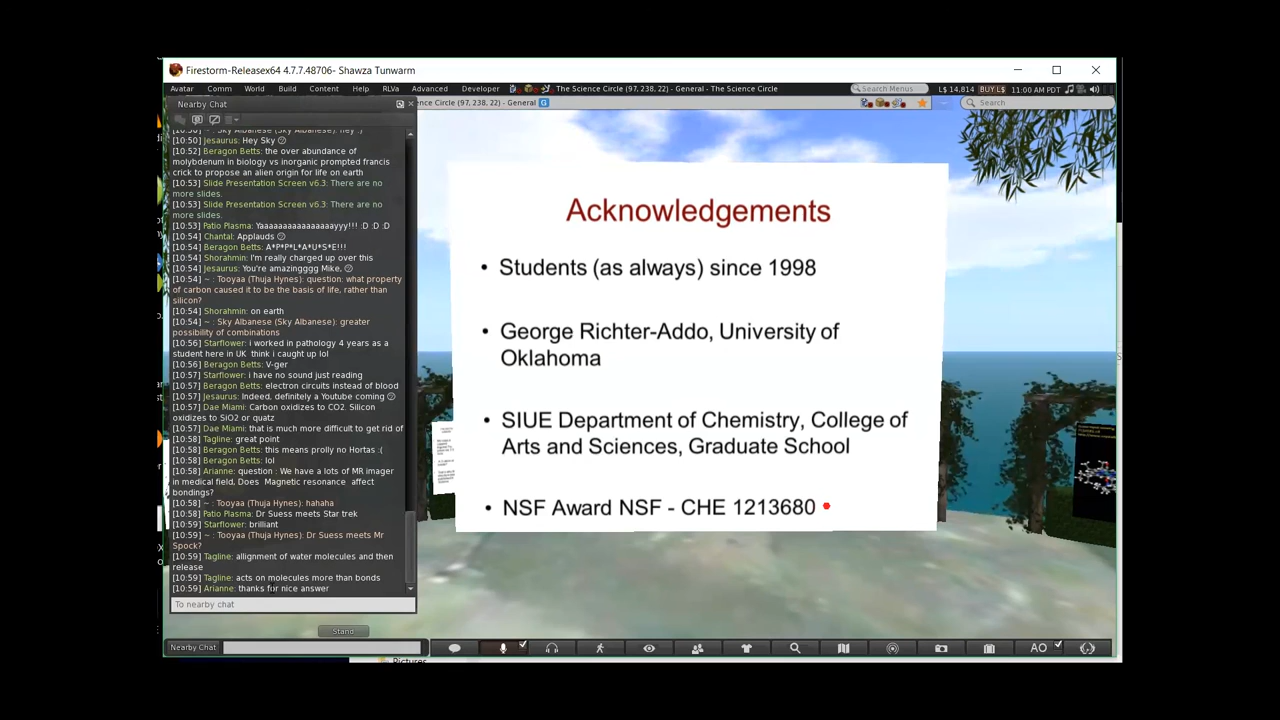 Firestorm-Releasex64 4.7.7.48706- Shawza Tunwarm
Avatar Comm World Build Content Help RLVa Advanced Developer The Science Circle (97, 238, 22) - General - The Science Circle Search Menus L$ 14,814 BUY L$ 11:00 AM PDT
Nearby Chat
ence Circle (97, 238, 22) - General G
Search
Sky Albanese (Sky Albanese): hey :)
[10:50] Jesaurus: Hey Sky
[10:52] Beragon Betts: the over abundance of
molybdenum in biology vs inorganic prompted francis
crick to propose an alien origin for life on earth
[10:53] Slide Presentation Screen v6.3: There are no
more slides.
[10:53] Slide Presentation Screen v6.3: There are no
more slides.
[10:53] Patio Plasma: Yaaaaaaaaaaaaaaayyy!!! :D :D :D
[10:54] Chantal: Applauds
[10:54] Beragon Betts: A*P*P*L*A*U*S*E!!!
[10:54] Shorahmin: I'm really charged up over this
[10:54] Jesaurus: You're amazingggg Mike,
[10:54] ~ : Tooyaa (Thuja Hynes): question: what property
of carbon caused it to be the basis of life, rather than
silicon?
[10:54] Shorahmin: on earth
[10:54] ~ : Sky Albanese (Sky Albanese): greater
possibility of combinations
[10:56] Starflower: i worked in pathology 4 years as a
student here in UK think i caught up lol
[10:56] Beragon Betts: V-ger
[10:57] Starflower: i have no sound just reading
[10:57] Beragon Betts: electron circuits instead of blood
[10:57] Jesaurus: Indeed, definitely a Youtube coming
[10:57] Dae Miami: Carbon oxidizes to CO2. Silicon
oxidizes to SiO2 or quatz
[10:57] Dae Miami: that is much more difficult to get rid of
[10:58] Tagline: great point
[10:58] Beragon Betts: this means prolly no Hortas :(
[10:58] Beragon Betts: lol
[10:58] Arianne: question : We have a lots of MR imager
in medical field, Does Magnetic resonance affect
bondings?
[10:58] ~ : Tooyaa (Thuja Hynes): hahaha
[10:58] Patio Plasma: Dr Suess meets Star trek
[10:59] Starflower: brilliant
[10:59] ~ : Tooyaa (Thuja Hynes): Dr Suess meets Mr
Spock?
[10:59] Tagline: allignment of water molecules and then
release
[10:59] Tagline: acts on molecules more than bonds
[10:59] Arianne: thanks for nice answer
To nearby chat
Stand
Nearby Chat
AO
Pictures
Acknowledgements
• Students (as always) since 1998
• George Richter-Addo, University of
Oklahoma
• SIUE Department of Chemistry, College of
Arts and Sciences, Graduate School
• NSF Award NSF - CHE 1213680